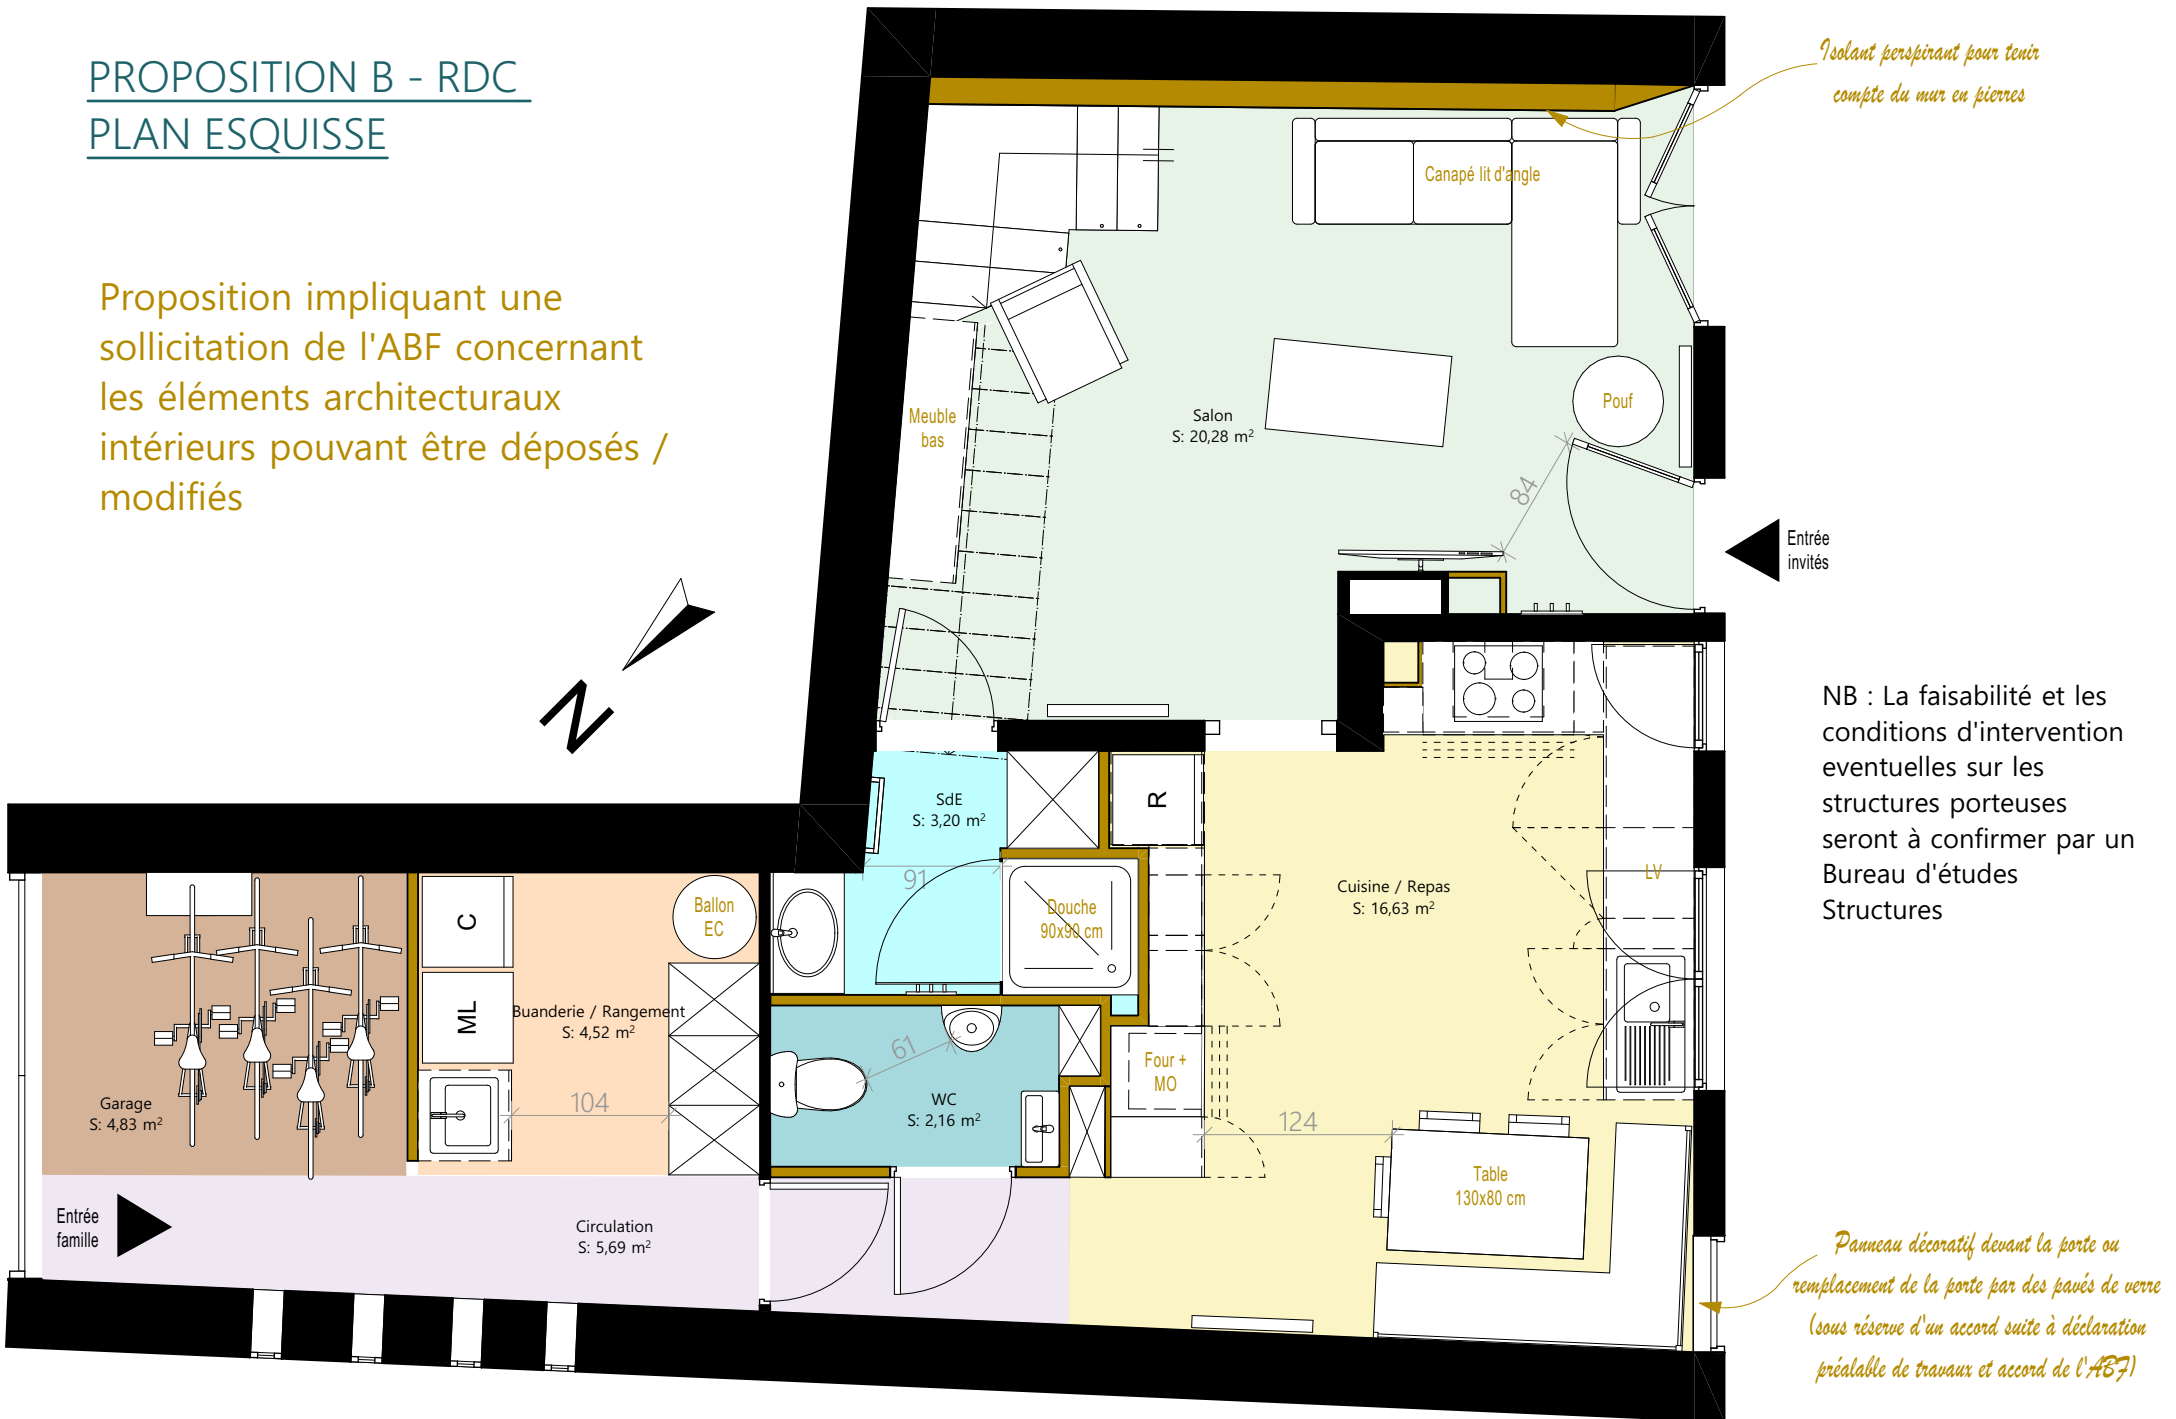 PROPOSITION B - RDC
PLAN ESQUISSE
Proposition impliquant une
sollicitation de l'ABF concernant
les éléments architecturaux
intérieurs pouvant être déposés /
modifiés
Isolant perspirant pour tenir
compte du mur en pierres
Canapé lit d'angle
Meuble
bas
Salon
S: 20,28 m²
Pouf
84
Entrée
invités
N
NB : La faisabilité et les
conditions d'intervention
eventuelles sur les
structures porteuses
seront à confirmer par un
Bureau d'études
Structures
SdE
S: 3,20 m²
R
91
Douche
90x90 cm
Cuisine / Repas
S: 16,63 m²
LV
C
Ballon
EC
ML
Buanderie / Rangement
S: 4,52 m²
61
Four +
MO
Garage
S: 4,83 m²
104
WC
S: 2,16 m²
124
Table
130x80 cm
Entrée
famille
Circulation
S: 5,69 m²
Panneau décoratif devant la porte ou
remplacement de la porte par des pavés de verre
(sous réserve d'un accord suite à déclaration
préalable de travaux et accord de l'ABF)